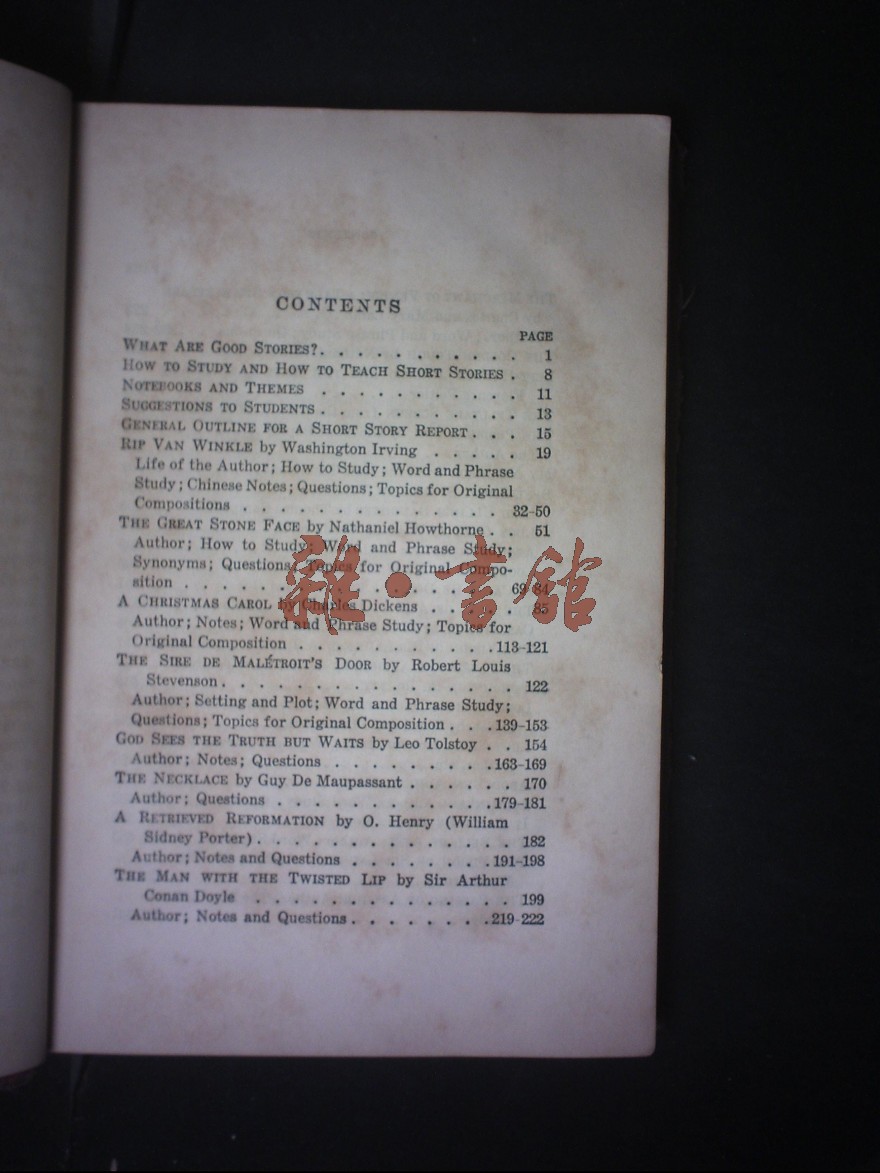 CONTENTS
PAGE
WHAT ARE GOOD STORIES?. . . . . . . . . . . 1
HOW TO STUDY AND HOW TO TEACH SHORT STORIES . 8
NOTEBOOKS AND THEMES . . . . . . . . . . . 11
SUGGESTIONS TO STUDENTS . . . . . . . . . . . 13
GENERAL OUTLINE FOR A SHORT STORY REPORT . . . 15
RIP VAN WINKLE by Washington Irving . . . . . 19
Life of the Author; How to Study; Word and Phrase
Study; Chinese Notes; Questions; Topics for Original
Compositions . . . . . . . . . . . . . . 32-50
THE GREAT STONE FACE by Nathaniel Howthorne . . 51
Author; How to Study; Word and Phrase Study;
Synonyms; Questions; Topics for Original Compo-
sition . . . . . . . . . . . . . . . . 69-84
A CHRISTMAS CAROL by Charles Dickens . . . . . 85
Author; Notes; Word and Phrase Study; Topics for
Original Composition . . . . . . . . . . . 113-121
THE SIRE DE MALÉTROIT'S DOOR by Robert Louis
Stevenson . . . . . . . . . . . . . . . . 122
Author; Setting and Plot; Word and Phrase Study;
Questions; Topics for Original Composition . . . 139-153
GOD SEES THE TRUTH BUT WAITS by Leo Tolstoy . . 154
Author; Notes; Questions . . . . . . . . . 163-169
THE NECKLACE by Guy De Maupassant . . . . . . 170
Author; Questions . . . . . . . . . . . . 179-181
A RETRIEVED REFORMATION by O. Henry (William
Sidney Porter) . . . . . . . . . . . . . . 182
Author; Notes and Questions . . . . . . . . 191-198
THE MAN WITH THE TWISTED LIP by Sir Arthur
Conan Doyle . . . . . . . . . . . . . . 199
Author; Notes and Questions . . . . . . . . 219-222
雜·書館